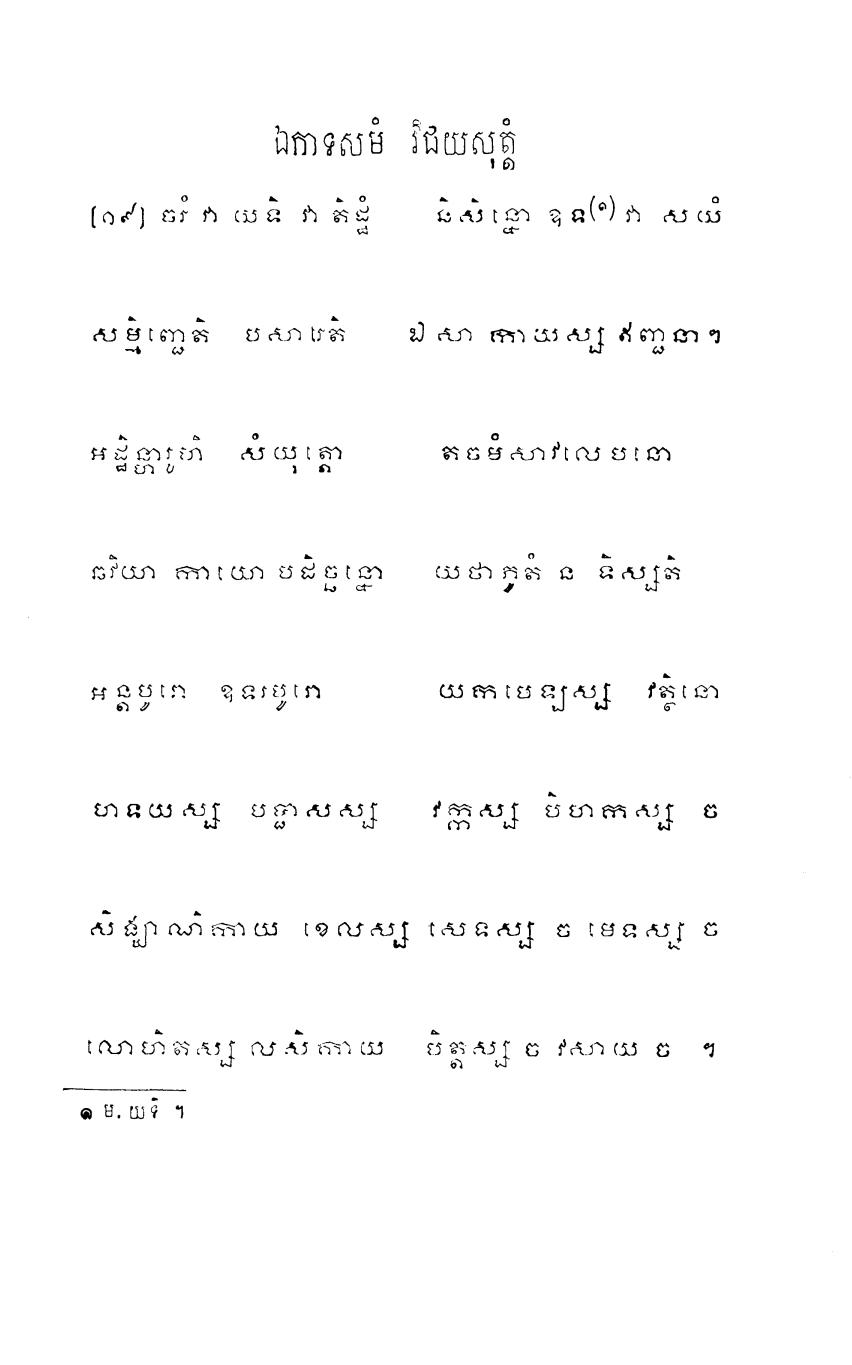 ឯកាទសមំ វិជយសុត្តំ
[១៩] ចរំ វា យទិ វា តិដ្ឋំ និសិន្នោ ឧទ(១) វា សយំ
សម្មិញ្ជេតិ បសារេតិ ឯសា កាយស្ស ឥញ្ជនា។
អដ្ឋិន្ហារូហិ សំយុត្តោ តចមំសាវលេបនោ
ឆវិយា កាយោ បដិច្ឆន្នោ យថាភូតំ ន ទិស្សតិ
អន្តបូរោ ឧទរបូរោ យកបេឡស្ស វត្ថិនោ
ហទយស្ស បប្ផាសស្ស វក្កស្ស បិហកស្ស ច
សិង្ឃាណិកាយ ខេលស្ស សេទស្ស ច មេទស្ស ច
លោហិតស្ស លសិកាយ បិត្តស្ស ច វសាយ ច ។
១ ម. យទិ ។